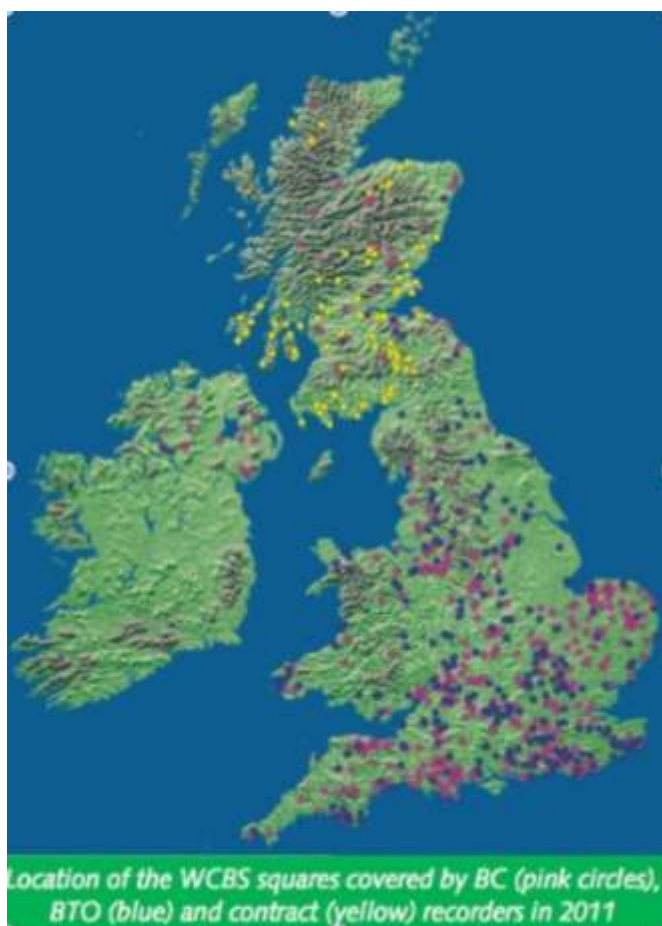 Location of the WCBS squares covered by BC (pink circles),
BTO (blue) and contract (yellow) recorders in 2011